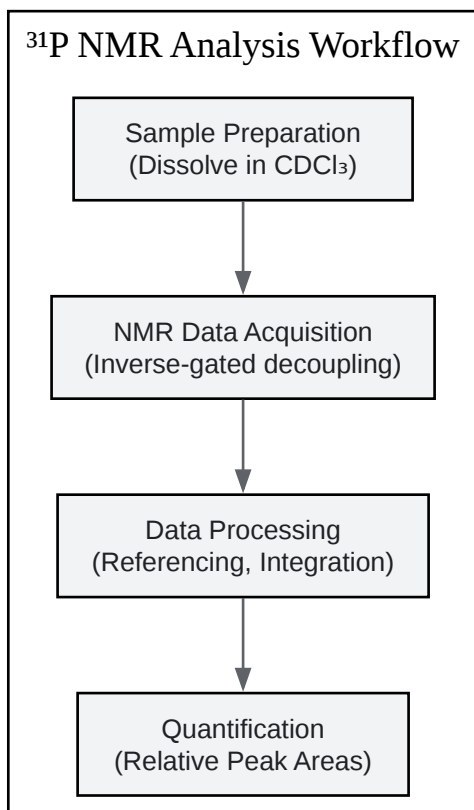 ³¹P NMR Analysis Workflow
Sample Preparation
(Dissolve in CDCl₃)
NMR Data Acquisition
(Inverse-gated decoupling)
Data Processing
(Referencing, Integration)
Quantification
(Relative Peak Areas)